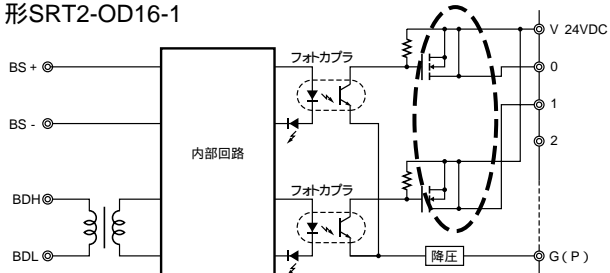 形SRT2-OD16-1
V 24VDC
フォトカプラ
BS +
0
1
BS -
内部回路
2
フォトカプラ
BDH
BDL
降圧
G(P)